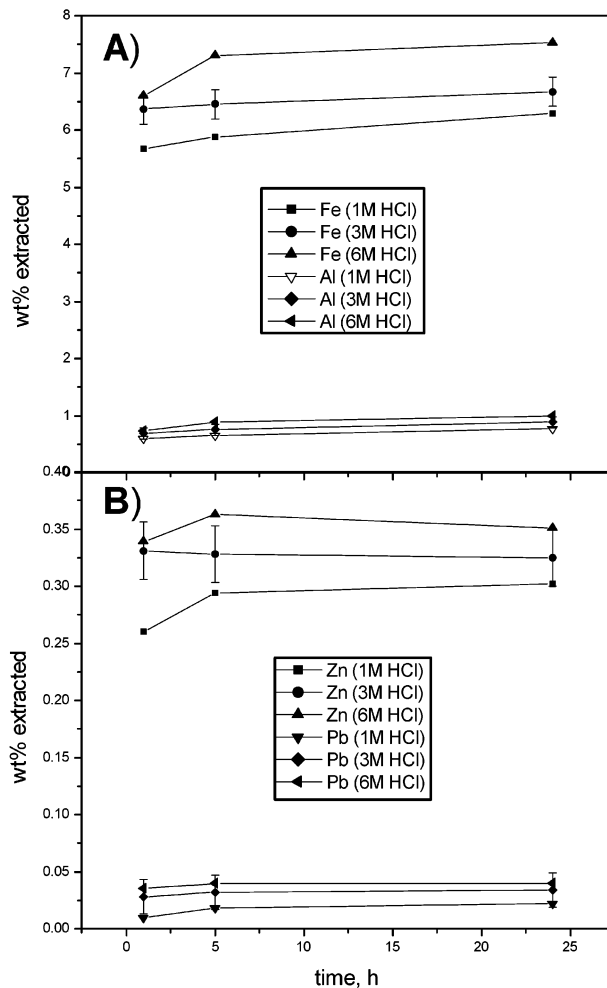 A)
8
7
6
5
4
3
2
1
0
wt% extracted
Fe (1M HCl)
Fe (3M HCl)
Fe (6M HCl)
Al (1M HCl)
Al (3M HCl)
Al (6M HCl)
B)
0.40
0.35
0.30
0.25
0.20
0.15
0.10
0.05
0.00
wt% extracted
Zn (1M HCl)
Zn (3M HCl)
Zn (6M HCl)
Pb (1M HCl)
Pb (3M HCl)
Pb (6M HCl)
0 5 10 15 20 25
time, h